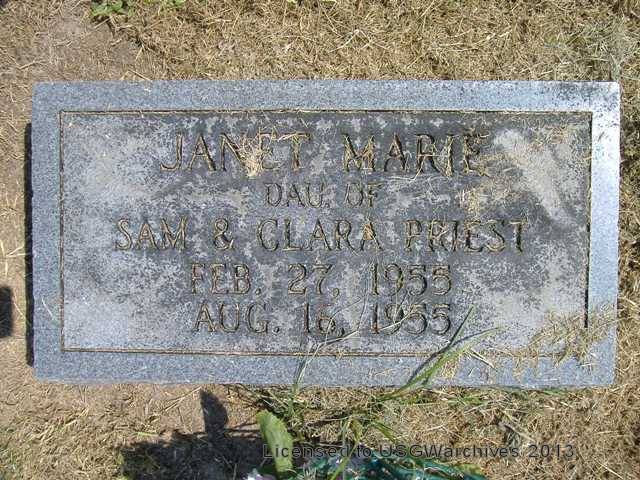 JANET MARIE
DAU. OF
SAM & CLARA PRIEST
FEB. 27, 1955
AUG. 16, 1955
Licensed to USGWarchives 2013